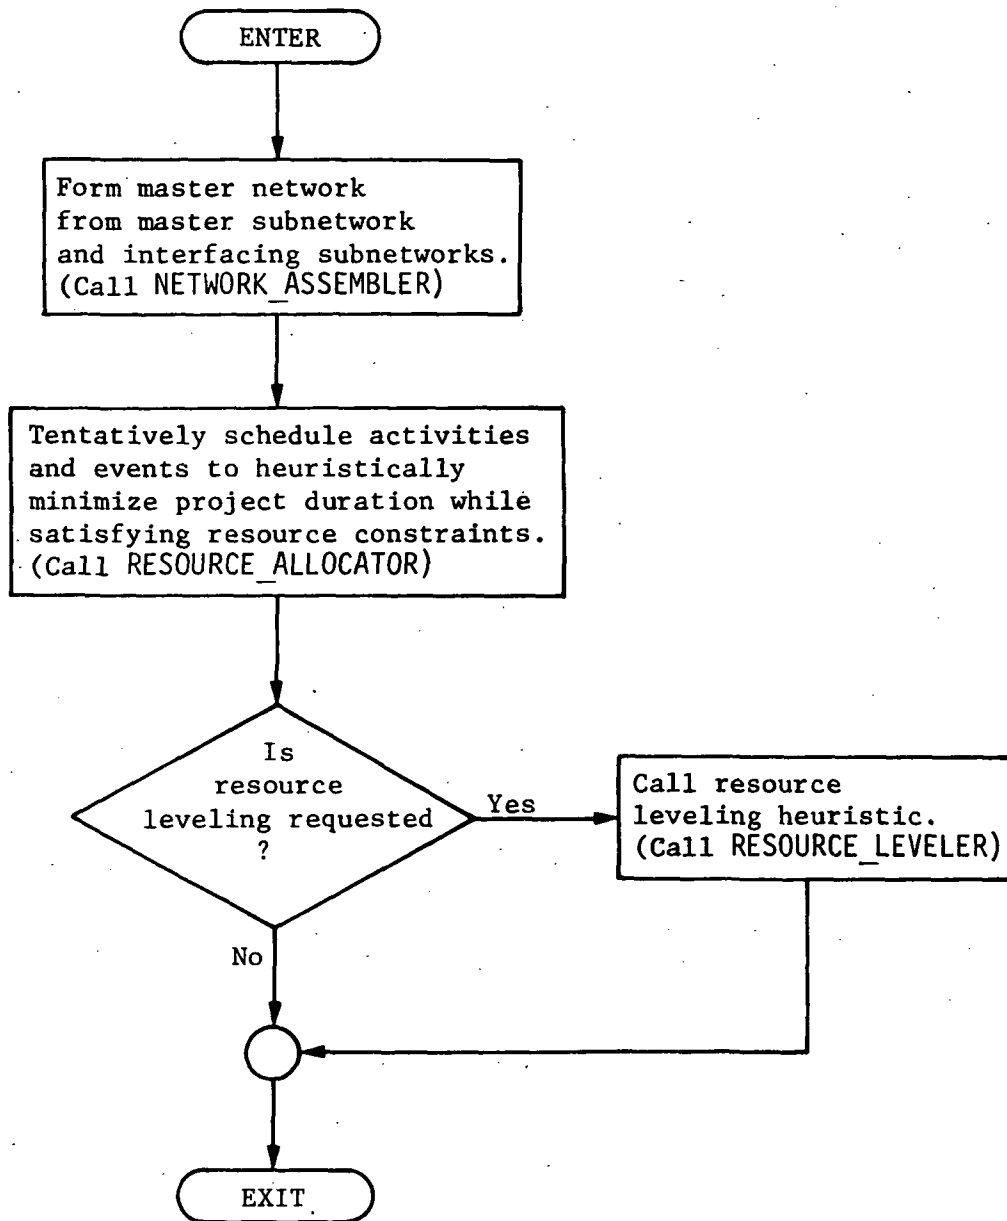 ENTER
Form master network
from master subnetwork
and interfacing subnetworks.
(Call NETWORK_ASSEMBLER)
Tentatively schedule activities
and events to heuristically
minimize project duration while
satisfying resource constraints.
(Call RESOURCE_ALLOCATOR)
Is
resource
leveling requested
?
Yes
Call resource
leveling heuristic.
(Call RESOURCE_LEVELER)
No
EXIT